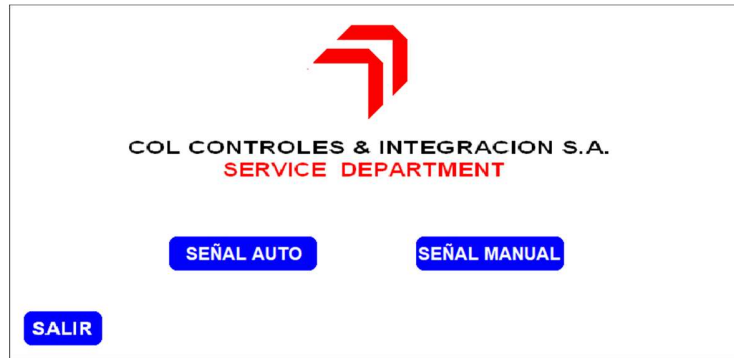 COL CONTROLES & INTEGRACION S.A.
SERVICE DEPARTMENT
SEÑAL AUTO
SEÑAL MANUAL
SALIR